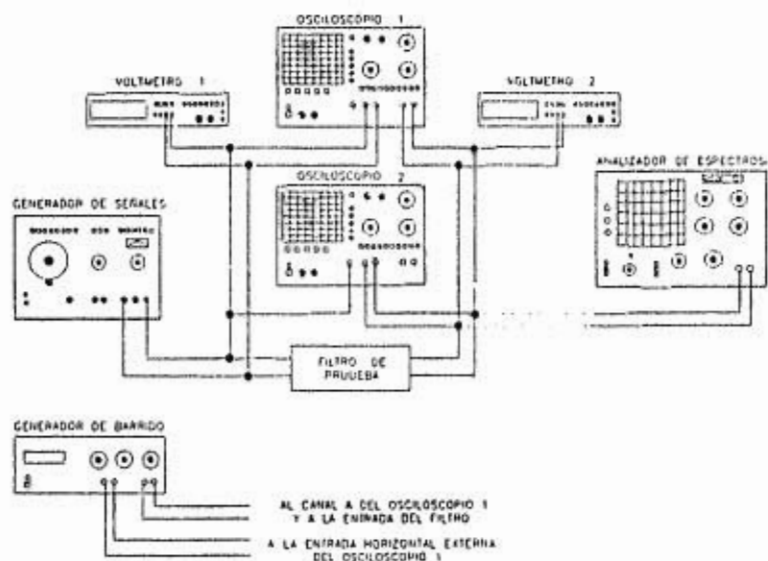 OSCILOSCOPIO 1
VOLTMETRO 1
VOLTMETRO 2
OSCILOSCOPIO 2
ANALIZADOR DE ESPECTROS
GENERADOR DE SEÑALES
FILTRO DE
PRUEBA
GENERADOR DE BARRIDO
AL CANAL A DEL OSCILOSCOPIO 1
Y A LA ENTRADA DEL FILTRO
A LA ENTRADA HORIZONTAL EXTERNA
DEL OSCILOSCOPIO 1